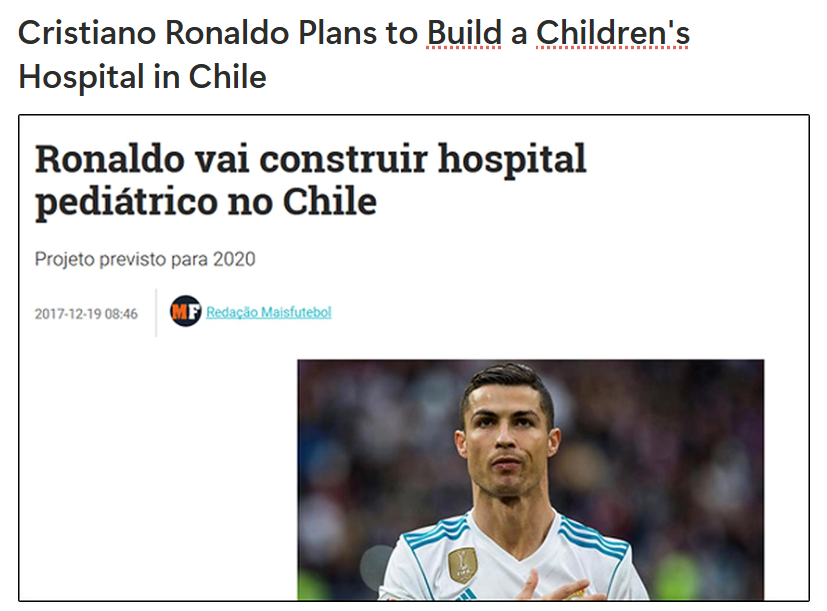 Cristiano Ronaldo Plans to Build a Children's
Hospital in Chile
Ronaldo vai construir hospital
pediátrico no Chile
Projeto previsto para 2020
2017-12-19 08:46
MF Redação Maisfutebol
FIFA